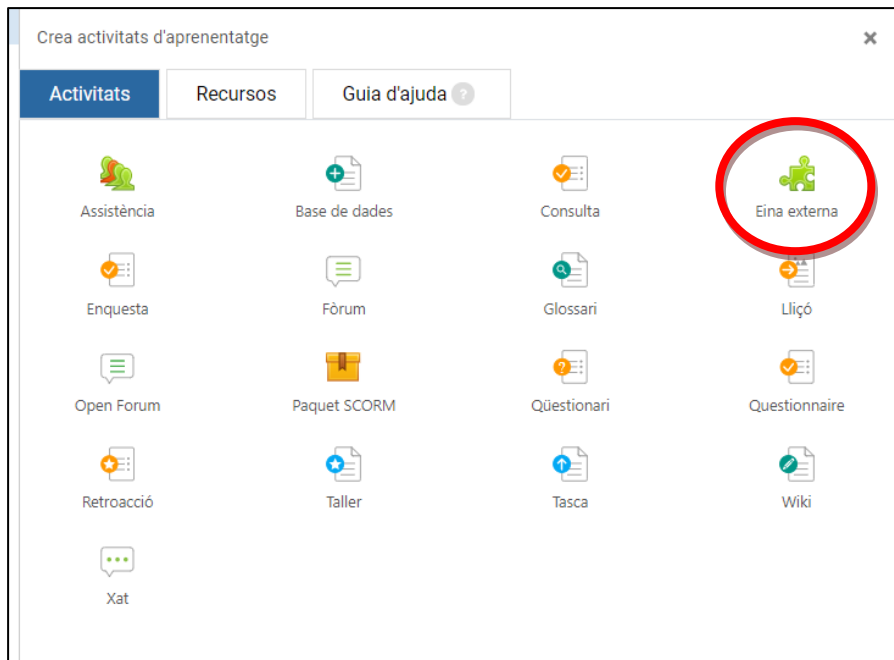 Crea activitats d'aprenentatge ×
Activitats Recursos Guia d'ajuda ?
Assistència Base de dades Consulta Eina externa
Enquesta Fòrum Glossari Lliçó
Open Forum Paquet SCORM Qüestionari Questionnaire
Retroacció Taller Tasca Wiki
Xat